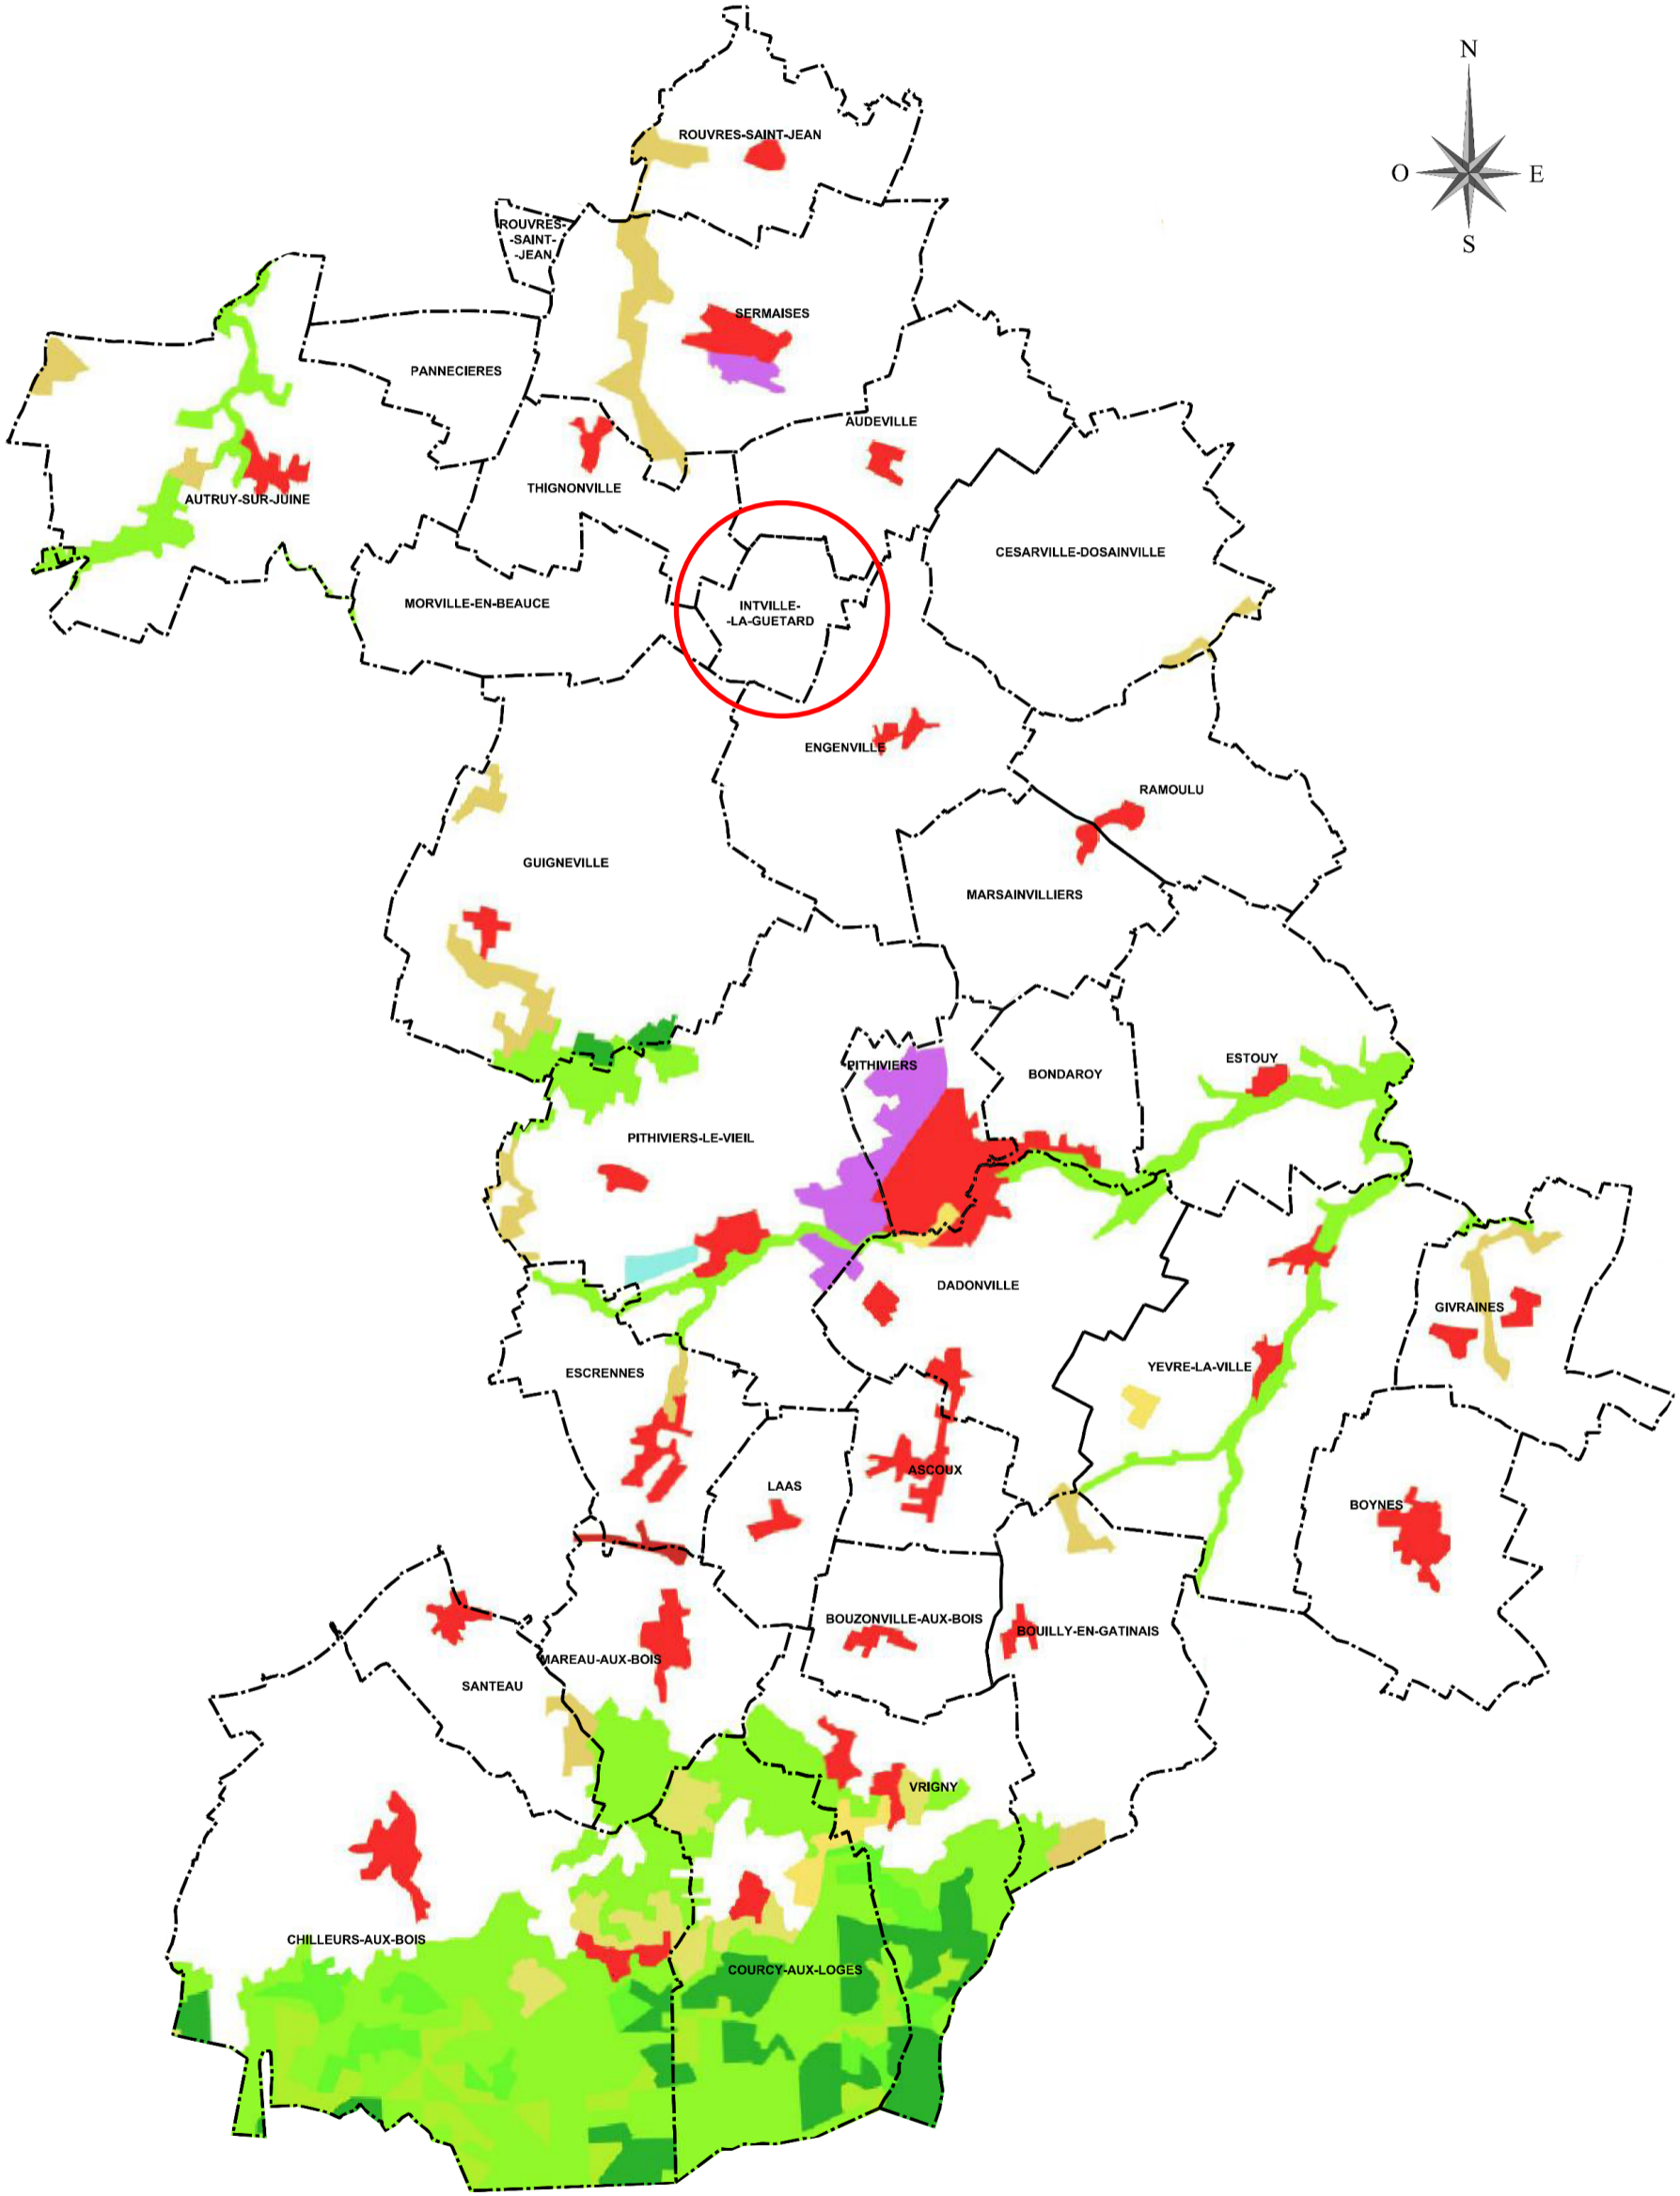 N
O
E
S
ROUVRES-SAINT-JEAN
ROUVRES-
-SAINT-
-JEAN
SERMAISES
PANNECIERES
AUDEVILLE
THIGNONVILLE
AUTRUY-SUR-JUINE
CESARVILLE-DOSAINVILLE
MORVILLE-EN-BEAUCE
INTVILLE-
-LA-GUETARD
ENGENVILLE
RAMOULU
GUIGNEVILLE
MARSAINVILLIERS
ESTOUY
PITHIVIERS
BONDAROY
PITHIVIERS-LE-VIEIL
DADONVILLE
GIVRAINES
YEVRE-LA-VILLE
ESCRENNES
ASCOUX
LAAS
BOYNES
BOUZONVILLE-AUX-BOIS
BOUILLY-EN-GATINAIS
MAREAU-AUX-BOIS
SANTEAU
VRIGNY
CHILLEURS-AUX-BOIS
COURCY-AUX-LOGES